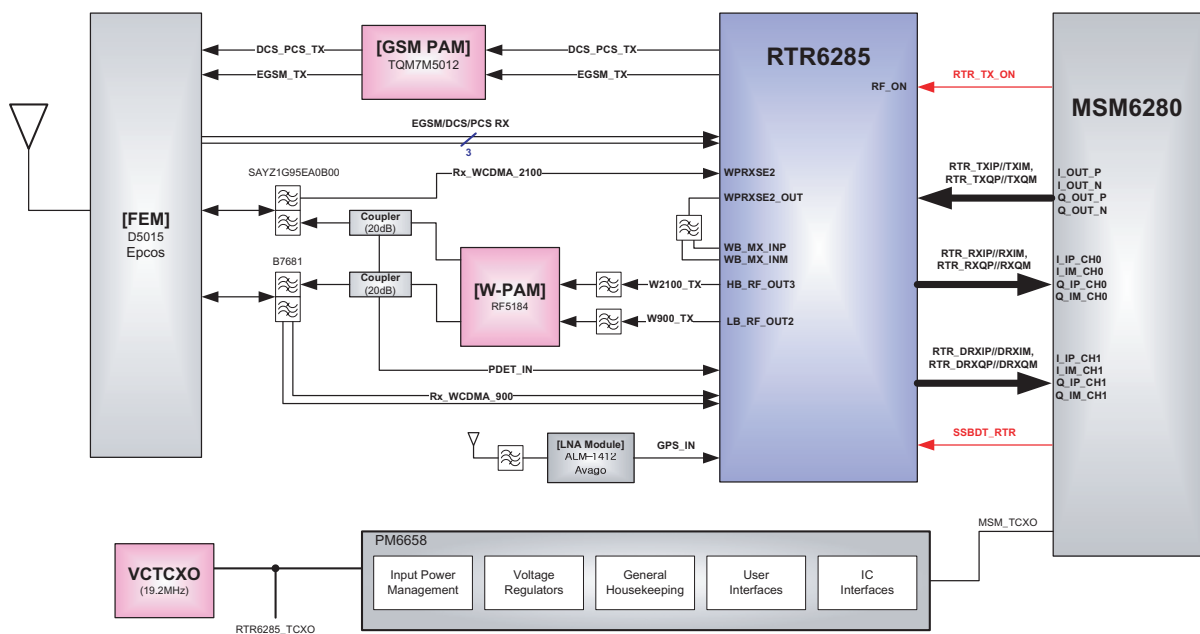 [GSM PAM]
TQM7M5012
DCS_PCS_TX
EGSM_TX
DCS_PCS_TX
EGSM_TX
RTR6285
RF_ON
RTR_TX_ON
MSM6280
EGSM/DCS/PCS RX
3
SAYZ1G95EA0B00
Rx_WCDMA_2100
WPRXSE2
WPRXSE2_OUT
RTR_TXIP//TXIM,
RTR_TXQP//TXQM
I_OUT_P
I_OUT_N
Q_OUT_P
Q_OUT_N
[FEM]
D5015
Epcos
Coupler
(20dB)
WB_MX_INP
WB_MX_INM
RTR_RXIP//RXIM,
RTR_RXQP//RXQM
I_IP_CH0
I_IM_CH0
Q_IP_CH0
Q_IM_CH0
B7681
Coupler
(20dB)
[W-PAM]
RF5184
W2100_TX
HB_RF_OUT3
W900_TX
LB_RF_OUT2
RTR_DRXIP//DRXIM,
RTR_DRXQP//DRXQM
I_IP_CH1
I_IM_CH1
Q_IP_CH1
Q_IM_CH1
PDET_IN
Rx_WCDMA_900
[LNA Module]
ALM-1412
Avago
GPS_IN
SSBDT_RTR
MSM_TCXO
PM6658
VCTCXO
(19.2MHz)
Input Power
Management
Voltage
Regulators
General
Housekeeping
User
Interfaces
IC
Interfaces
RTR6285_TCXO